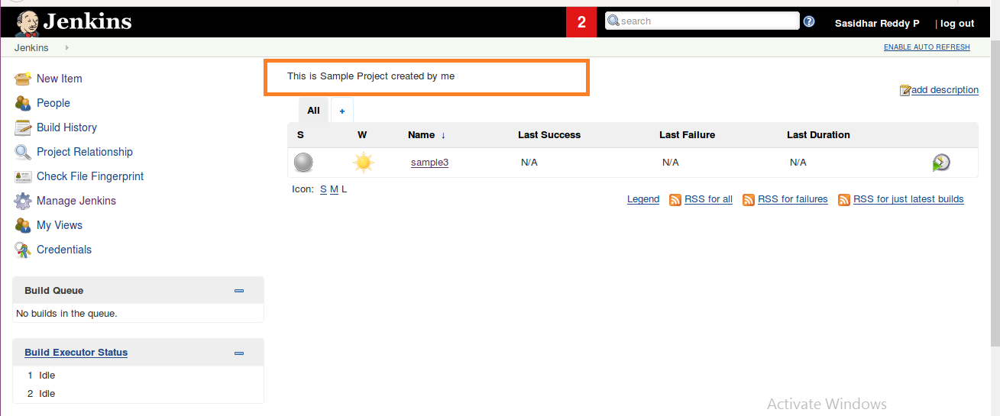 Jenkins 2 search ? Sasidhar Reddy P | log out
Jenkins ENABLE AUTO REFRESH
New Item
People
Build History
Project Relationship
Check File Fingerprint
Manage Jenkins
My Views
Credentials
Build Queue
No builds in the queue.
Build Executor Status
1 Idle
2 Idle
This is Sample Project created by me
add description
All +
S W Name ↓ Last Success Last Failure Last Duration
sample3 N/A N/A N/A
Icon: S M L
Legend RSS for all RSS for failures RSS for just latest builds
Activate Windows